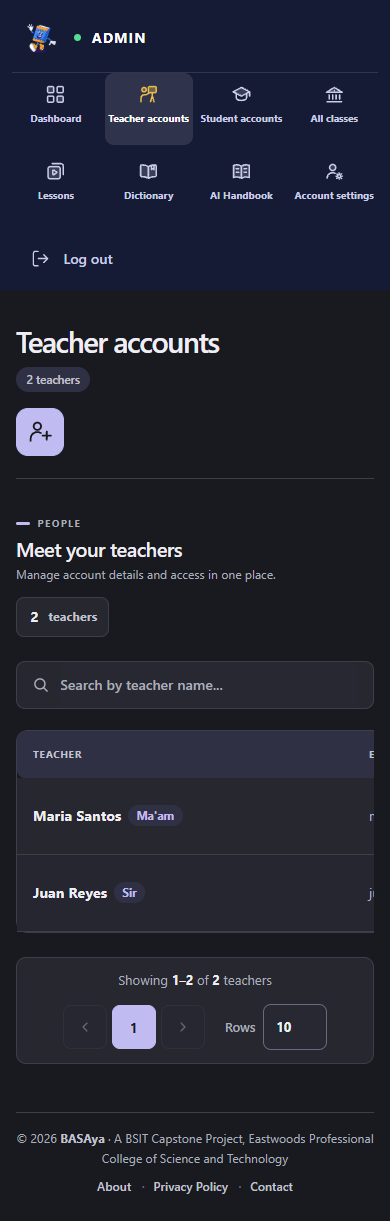 ADMIN
Dashboard
Teacher accounts
Student accounts
All classes
Lessons
Dictionary
AI Handbook
Account settings
Log out
Teacher accounts
2 teachers
PEOPLE
Meet your teachers
Manage account details and access in one place.
2 teachers
Search by teacher name...
TEACHER
Maria Santos Ma'am
Juan Reyes Sir
Showing 1–2 of 2 teachers
1 Rows 10
© 2026 BASAya · A BSIT Capstone Project, Eastwoods Professional
College of Science and Technology
About · Privacy Policy · Contact